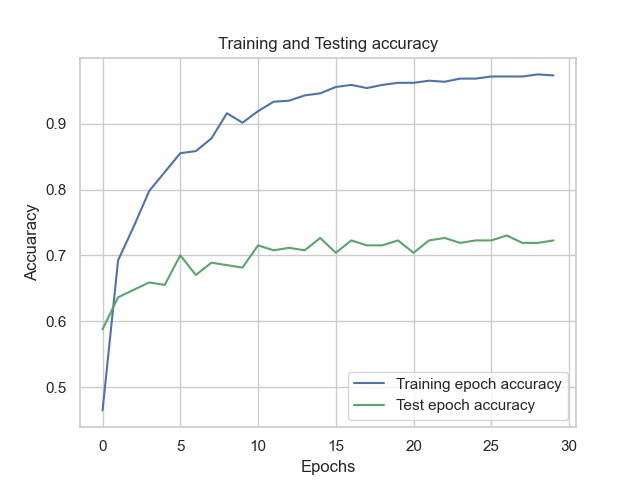 Training and Testing accuracy
Accuaracy
0.9
0.8
0.7
0.6
0.5
Training epoch accuracy
Test epoch accuracy
0 5 10 15 20 25 30
Epochs